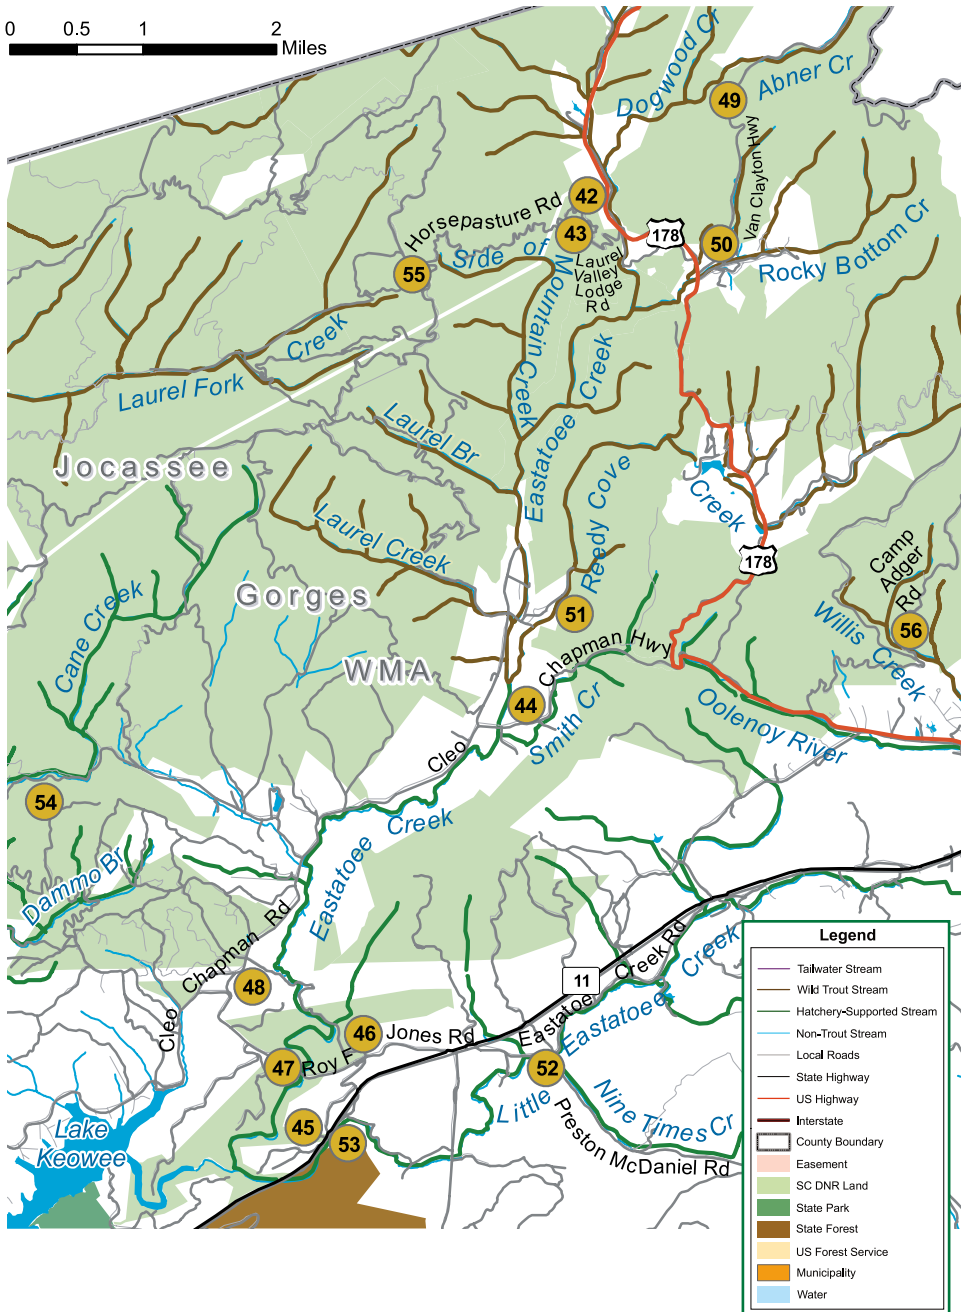 0 0.5 1 2
Miles
Dogwood Cr
Abner Cr
49
Van Clayton Hwy
42
Horsepasture Rd
43
178
50
Side of Mountain Creek
55
Laurel
Valley
Lodge
Rd
Rocky Bottom Cr
Laurel Fork Creek
Eastatoee Creek
Laurel Br
Jocassee
Reedy Cove Creek
Laurel Creek
178
Camp
Adger
Rd
Gorges
Cane Creek
51
56
Willis Creek
WMA
44
Cleo Chapman Hwy
Smith Cr
Oolenoy River
54
Eastatoee Creek
Dammo Br
Cleo Chapman Rd
48
11
Eastatoe Creek Rd
46
Roy F Jones Rd
47
Little Eastatoee Creek
52
Nine Times Cr
Preston McDaniel Rd
45
53
Lake
Keowee
Legend
Tailwater Stream
Wild Trout Stream
Hatchery-Supported Stream
Non-Trout Stream
Local Roads
State Highway
US Highway
Interstate
County Boundary
Easement
SC DNR Land
State Park
State Forest
US Forest Service
Municipality
Water